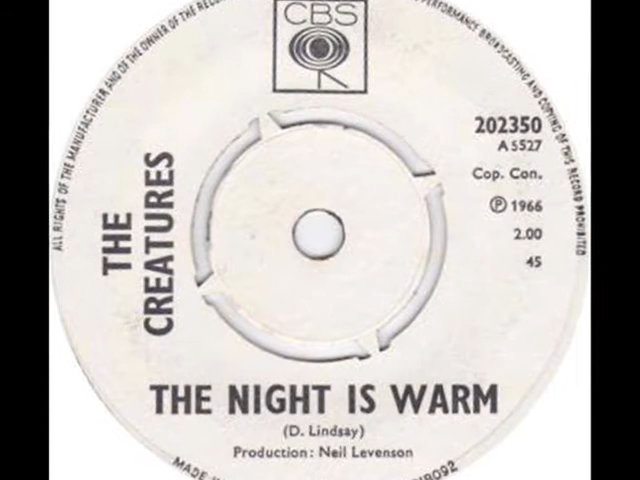 ALL RIGHTS OF THE MANUFACTURER AND OF THE OWNER OF THE
PERFORMANCE BROADCASTING AND COPYING OF THIS RECORD PROHIBITED
CBS
202350
A 5527
Cop. Con.
℗ 1966
2.00
45
THE
CREATURES
THE NIGHT IS WARM
(D. Lindsay)
Production: Neil Levenson
MADE